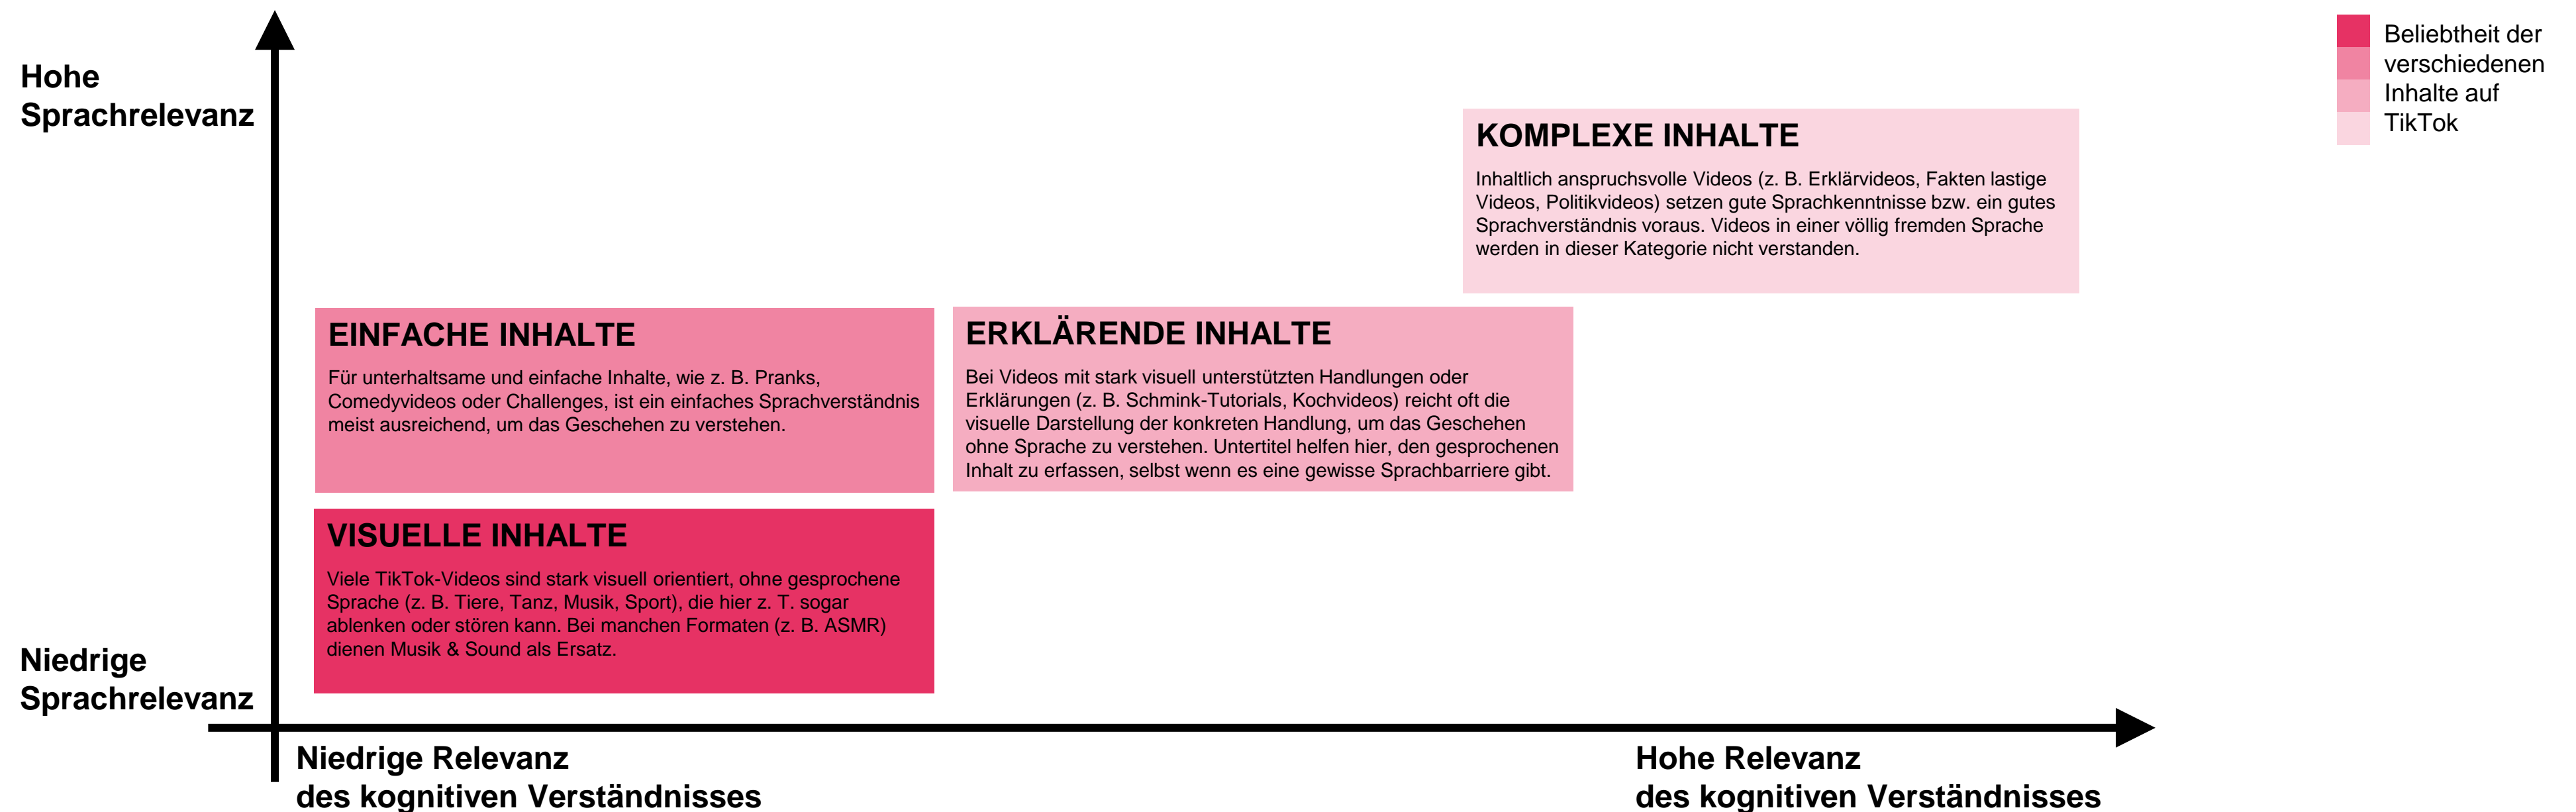 Hohe
Sprachrelevanz
Beliebtheit der
verschiedenen
Inhalte auf
TikTok
KOMPLEXE INHALTE
Inhaltlich anspruchsvolle Videos (z. B. Erklärvideos, Fakten lastige
Videos, Politikvideos) setzen gute Sprachkenntnisse bzw. ein gutes
Sprachverständnis voraus. Videos in einer völlig fremden Sprache
werden in dieser Kategorie nicht verstanden.
EINFACHE INHALTE
Für unterhaltsame und einfache Inhalte, wie z. B. Pranks,
Comedyvideos oder Challenges, ist ein einfaches Sprachverständnis
meist ausreichend, um das Geschehen zu verstehen.
ERKLÄRENDE INHALTE
Bei Videos mit stark visuell unterstützten Handlungen oder
Erklärungen (z. B. Schmink-Tutorials, Kochvideos) reicht oft die
visuelle Darstellung der konkreten Handlung, um das Geschehen
ohne Sprache zu verstehen. Untertitel helfen hier, den gesprochenen
Inhalt zu erfassen, selbst wenn es eine gewisse Sprachbarriere gibt.
VISUELLE INHALTE
Viele TikTok-Videos sind stark visuell orientiert, ohne gesprochene
Sprache (z. B. Tiere, Tanz, Musik, Sport), die hier z. T. sogar
ablenken oder stören kann. Bei manchen Formaten (z. B. ASMR)
dienen Musik & Sound als Ersatz.
Niedrige
Sprachrelevanz
Niedrige Relevanz
des kognitiven Verständnisses
Hohe Relevanz
des kognitiven Verständnisses